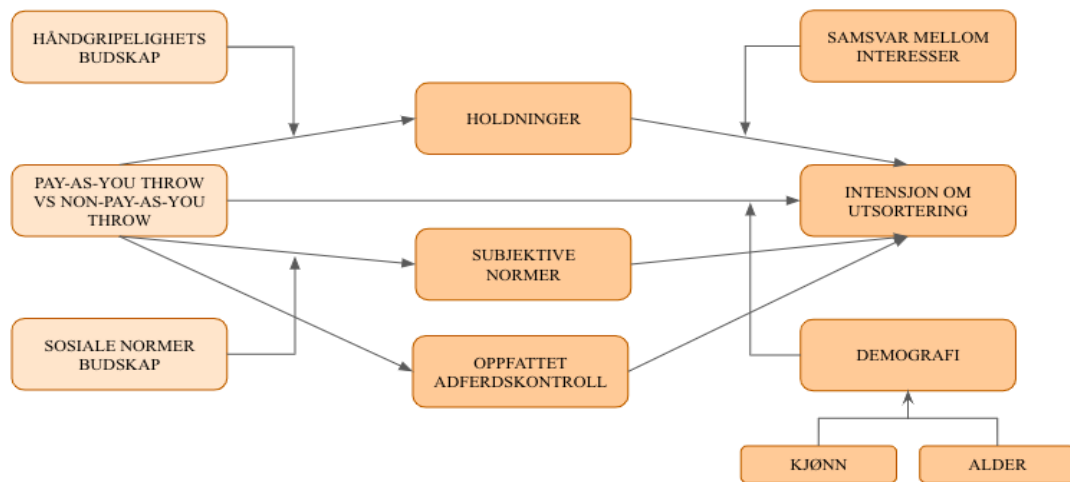 HÅNDGRIPELIGHETS
BUDSKAP
SAMSVAR MELLOM
INTERESSER
HOLDNINGER
PAY-AS-YOU THROW
VS NON-PAY-AS-YOU
THROW
INTENSJON OM
UTSORTERING
SUBJEKTIVE
NORMER
SOSIALE NORMER
BUDSKAP
OPPFATTET
ADFERDSKONTROLL
DEMOGRAFI
KJØNN
ALDER